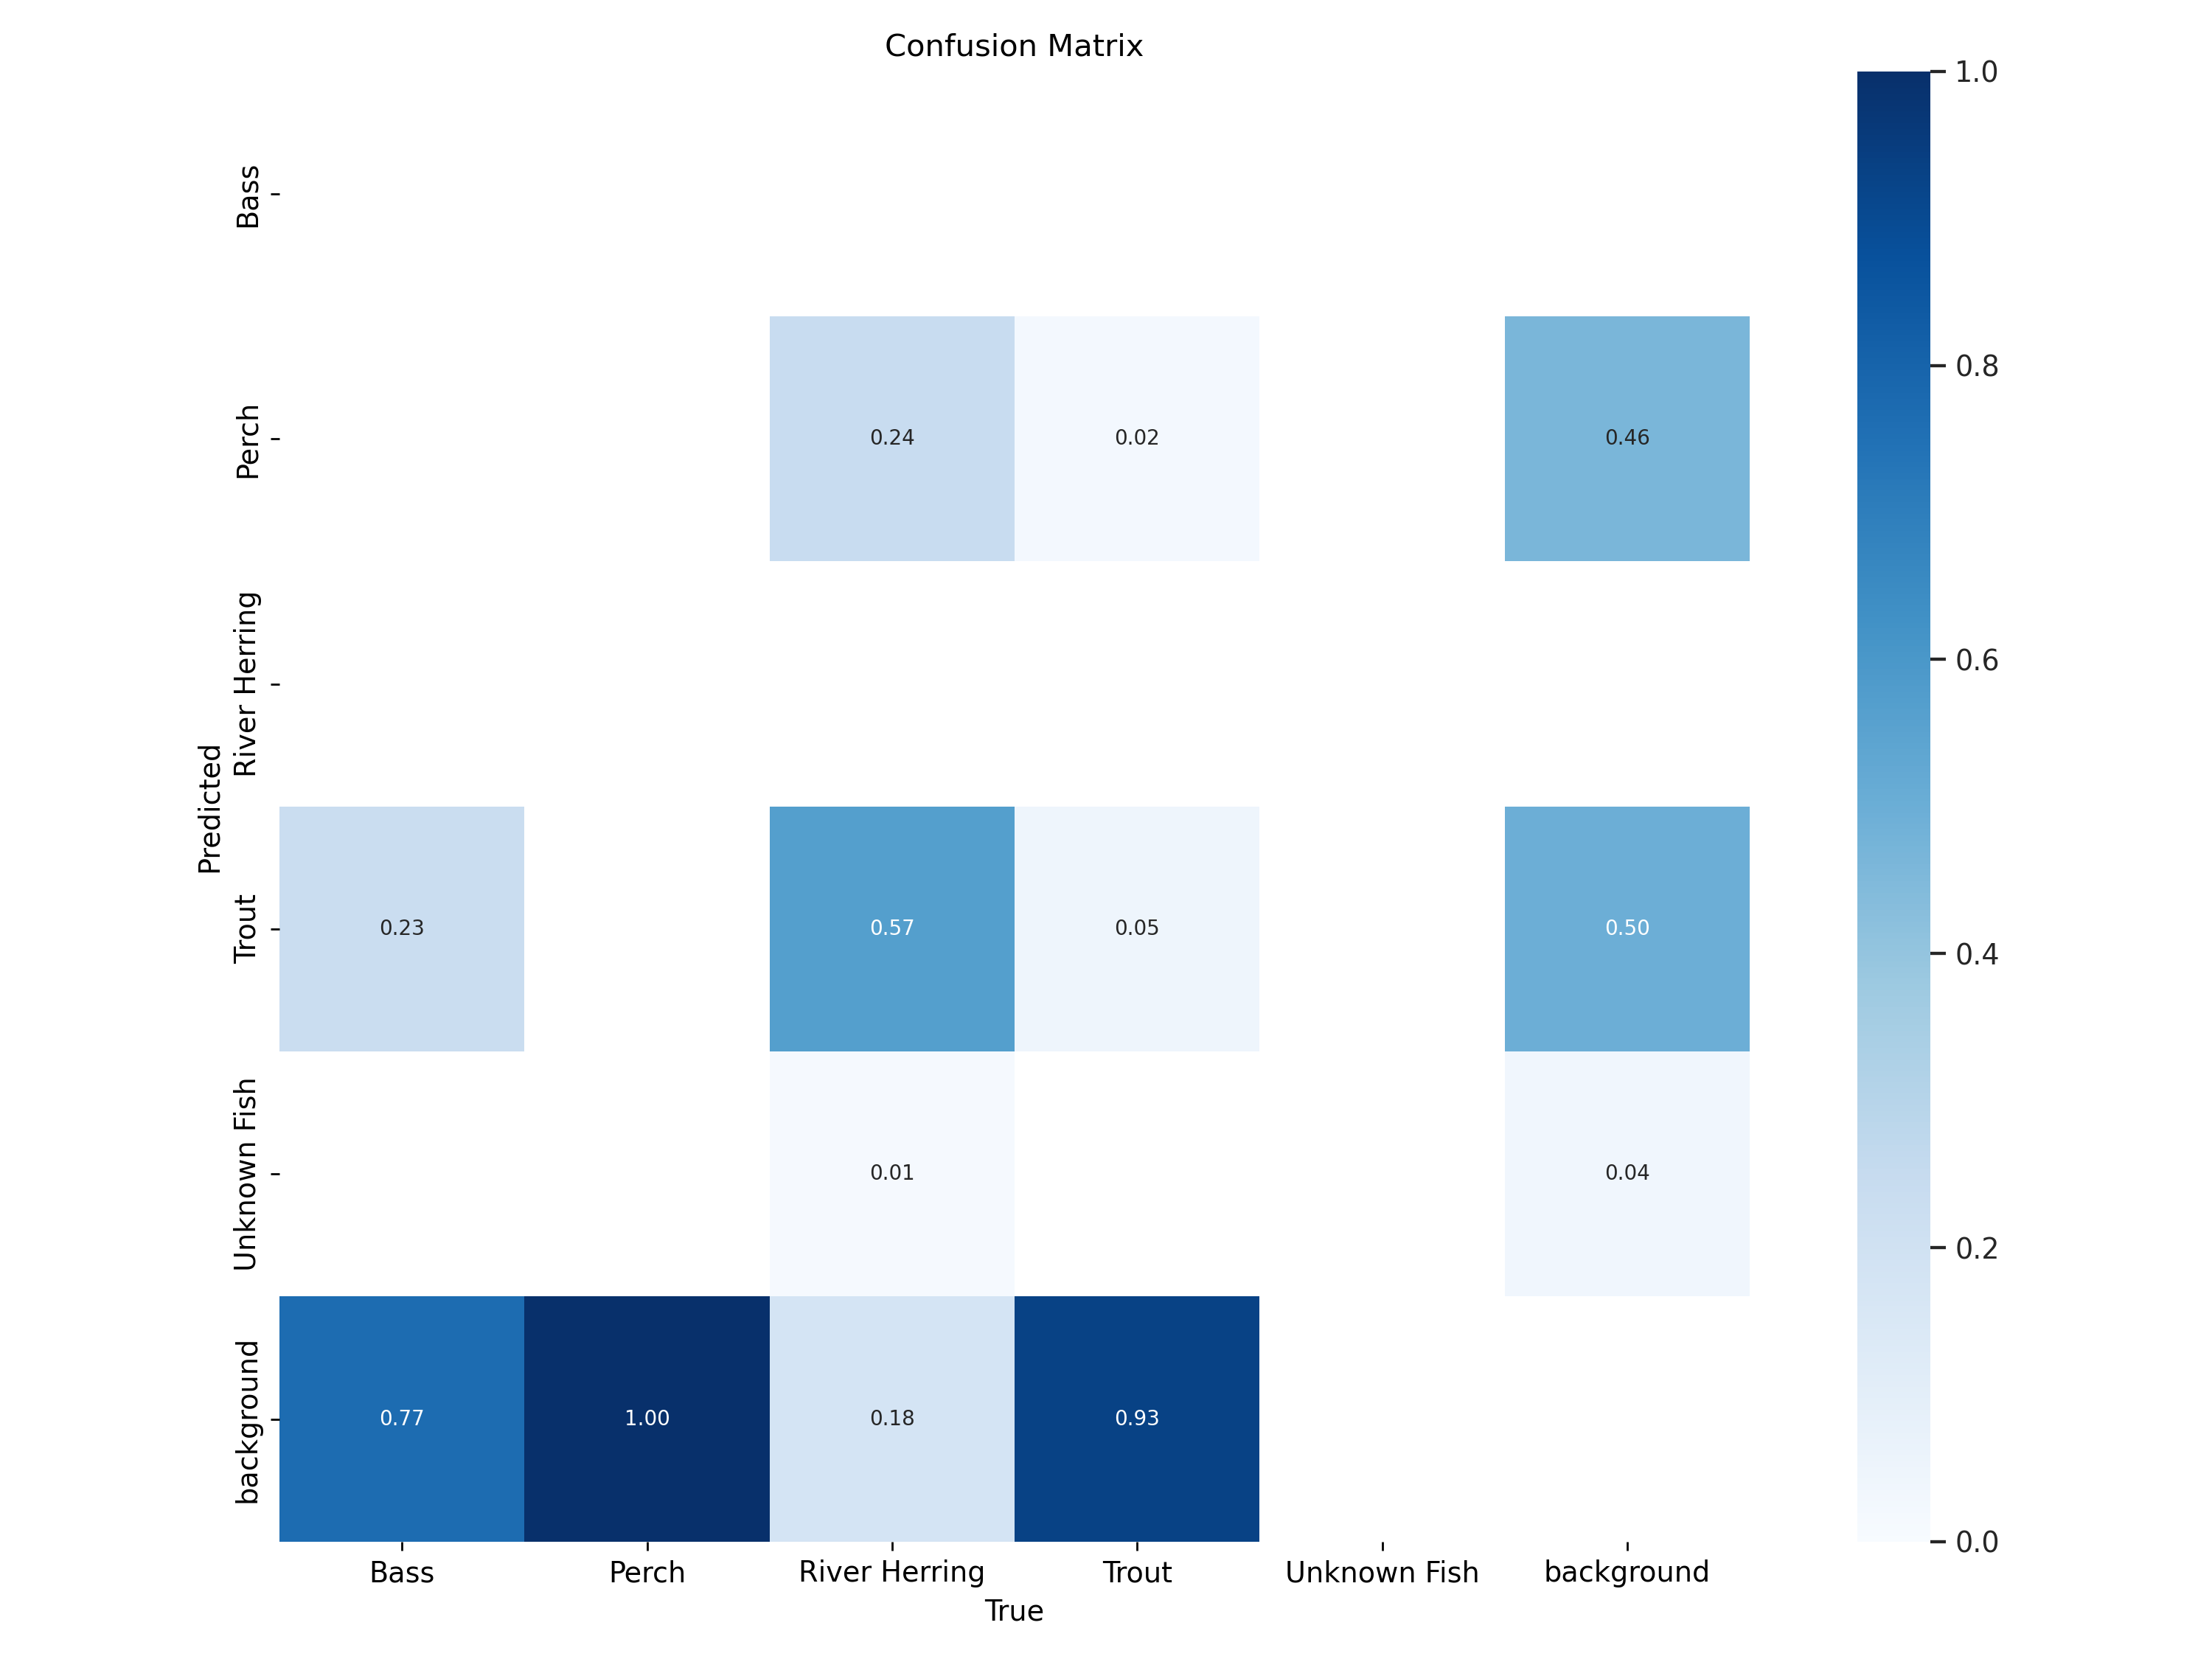 Confusion Matrix
Bass
Perch
River Herring
Trout
Unknown Fish
background
Predicted
0.24 0.02 0.46
0.23 0.57 0.05 0.50
0.01 0.04
0.77 1.00 0.18 0.93
Bass Perch River Herring Trout Unknown Fish background
True
1.0
0.8
0.6
0.4
0.2
0.0